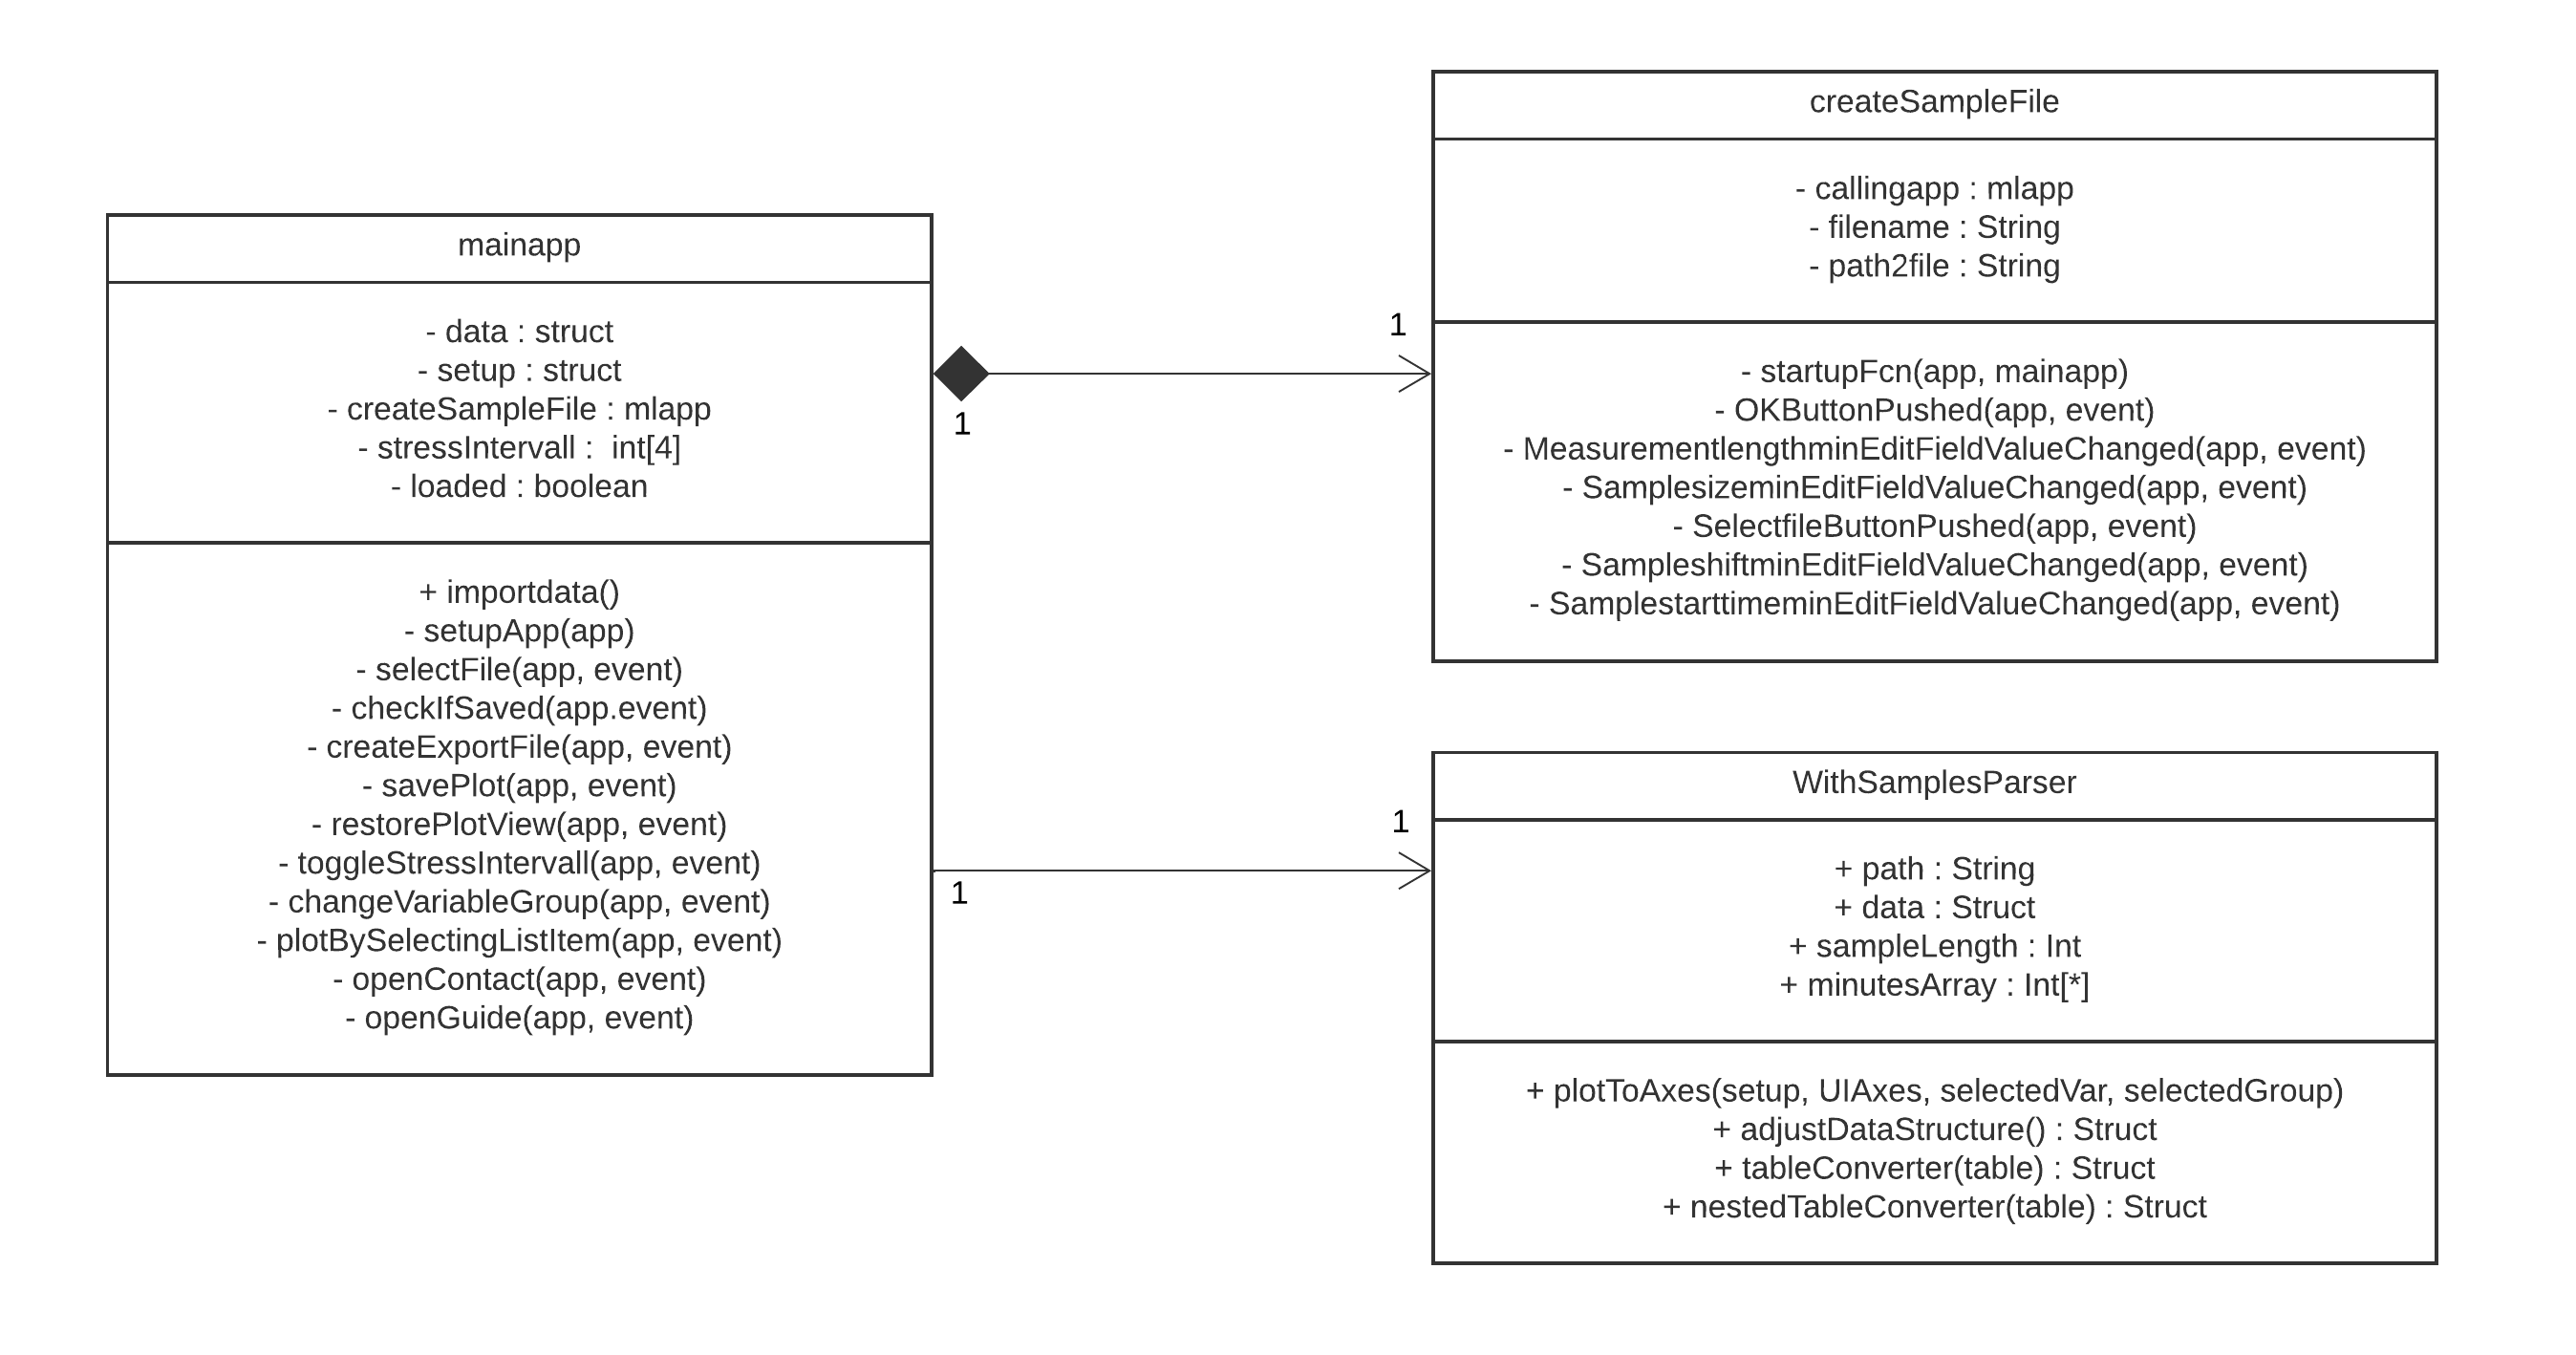 mainapp
- data : struct
- setup : struct
- createSampleFile : mlapp
- stressIntervall :  int[4]
- loaded : boolean
+ importdata()
- setupApp(app)
- selectFile(app, event)
- checkIfSaved(app.event)
- createExportFile(app, event)
- savePlot(app, event)
- restorePlotView(app, event)
- toggleStressIntervall(app, event)
- changeVariableGroup(app, event)
- plotBySelectingListItem(app, event)
- openContact(app, event)
- openGuide(app, event)
1
1
createSampleFile
- callingapp : mlapp
- filename : String
- path2file : String
- startupFcn(app, mainapp)
- OKButtonPushed(app, event)
- MeasurementlengthminEditFieldValueChanged(app, event)
- SamplesizeminEditFieldValueChanged(app, event)
- SelectfileButtonPushed(app, event)
- SampleshiftminEditFieldValueChanged(app, event)
- SamplestarttimeminEditFieldValueChanged(app, event)
1
1
WithSamplesParser
+ path : String
+ data : Struct
+ sampleLength : Int
+ minutesArray : Int[*]
+ plotToAxes(setup, UIAxes, selectedVar, selectedGroup)
+ adjustDataStructure() : Struct
+ tableConverter(table) : Struct
+ nestedTableConverter(table) : Struct